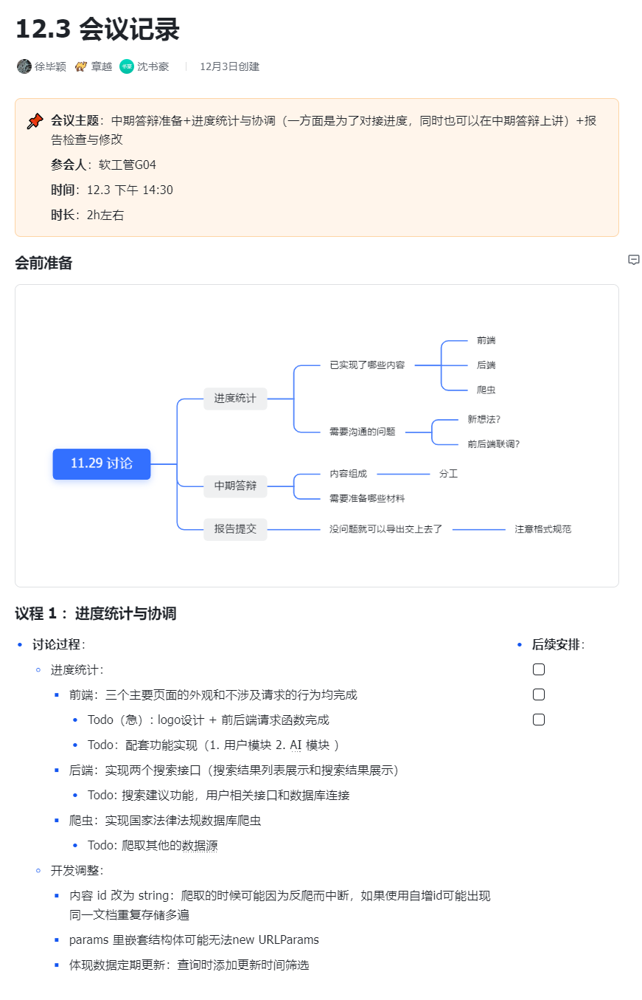 12.3 会议记录
徐毕颖 章越 书豪 沈书豪 12月3日创建
会议主题：中期答辩准备+进度统计与协调（一方面是为了对接进度，同时也可以在中期答辩上讲）+报
告检查与修改
参会人：软工管G04
时间：12.3 下午 14:30
时长：2h左右
会前准备
11.29 讨论
进度统计
已实现了哪些内容
前端
后端
爬虫
需要沟通的问题
新想法?
前后端联调?
中期答辩
内容组成
分工
需要准备哪些材料
报告提交
没问题就可以导出交上去了
注意格式规范
议程 1 ：进度统计与协调
讨论过程：
进度统计：
前端：三个主要页面的外观和不涉及请求的行为均完成
Todo（急）: logo设计 + 前后端请求函数完成
Todo：配套功能实现（1. 用户模块 2. AI 模块 ）
后端：实现两个搜索接口（搜索结果列表展示和搜索结果展示）
Todo: 搜索建议功能，用户相关接口和数据库连接
爬虫：实现国家法律法规数据库爬虫
Todo: 爬取其他的数据源
开发调整：
内容 id 改为 string：爬取的时候可能因为反爬而中断，如果使用自增id可能出现
同一文档重复存储多遍
params 里嵌套结构体可能无法new URLParams
体现数据定期更新：查询时添加更新时间筛选
后续安排：